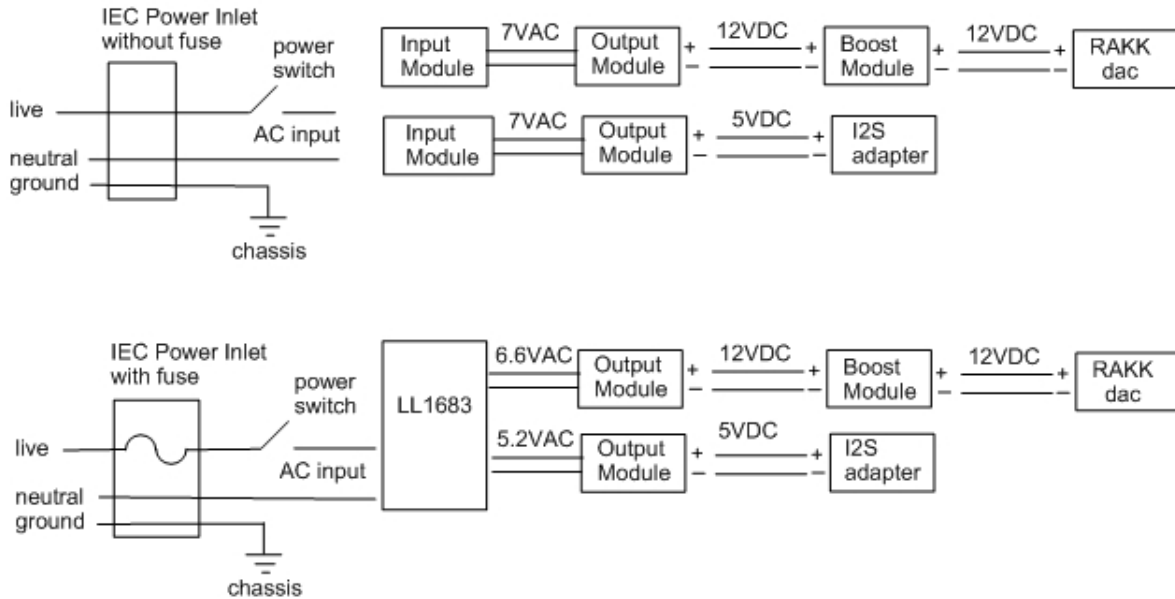 IEC Power Inlet
without fuse
power
switch
live
AC input
neutral
ground
chassis
Input
Module
7VAC
Output
Module
+
–
12VDC
+
–
Boost
Module
+
–
12VDC
+
–
RAKK
dac
Input
Module
7VAC
Output
Module
+
–
5VDC
+
–
I2S
adapter
IEC Power Inlet
with fuse
power
switch
live
AC input
neutral
ground
chassis
LL1683
6.6VAC
Output
Module
+
–
12VDC
+
–
Boost
Module
+
–
12VDC
+
–
RAKK
dac
5.2VAC
Output
Module
+
–
5VDC
+
–
I2S
adapter